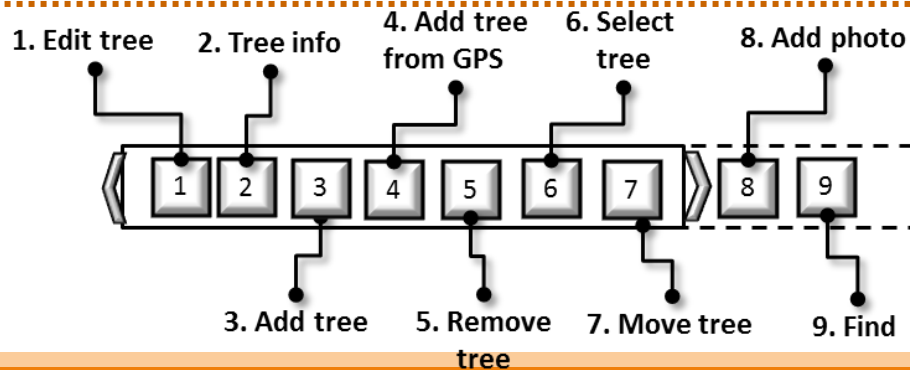 1. Edit tree
2. Tree info
4. Add tree
from GPS
6. Select
tree
8. Add photo
1 2 3 4 5 6 7 8 9
3. Add tree
5. Remove
tree
7. Move tree
9. Find